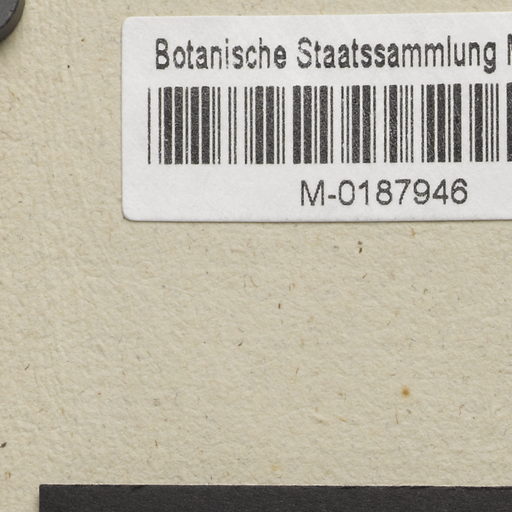 Botanische Staatssammlung
M-0187946